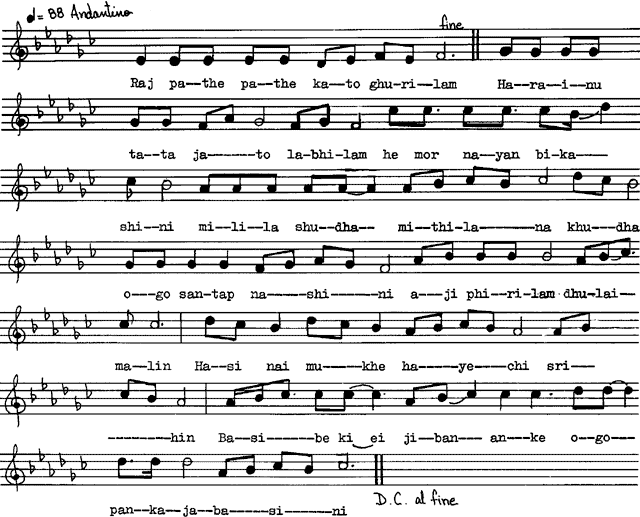 ♩= 88 Andantino
fine
Raj pa--the pa--the ka--to ghu-ri--lam Ha--ra--i--nu
ta--ta ja-----to la-bhi-lam he mor na--yan bi-ka---
shi--ni mi--li--la shu--dha-- mi--thi-la---- na khu--dha
o---go san-tap na----shi-----ni a---ji phi--ri-lam dhu-lai--
ma--lin Ha--si nai mu---khe ha-----ye---chi sri---
--------hin Ba--si-----be ki ei ji--ban--- an---ke o--go---
pan--ka--ja-ba-----si------ni
D.C. al fine